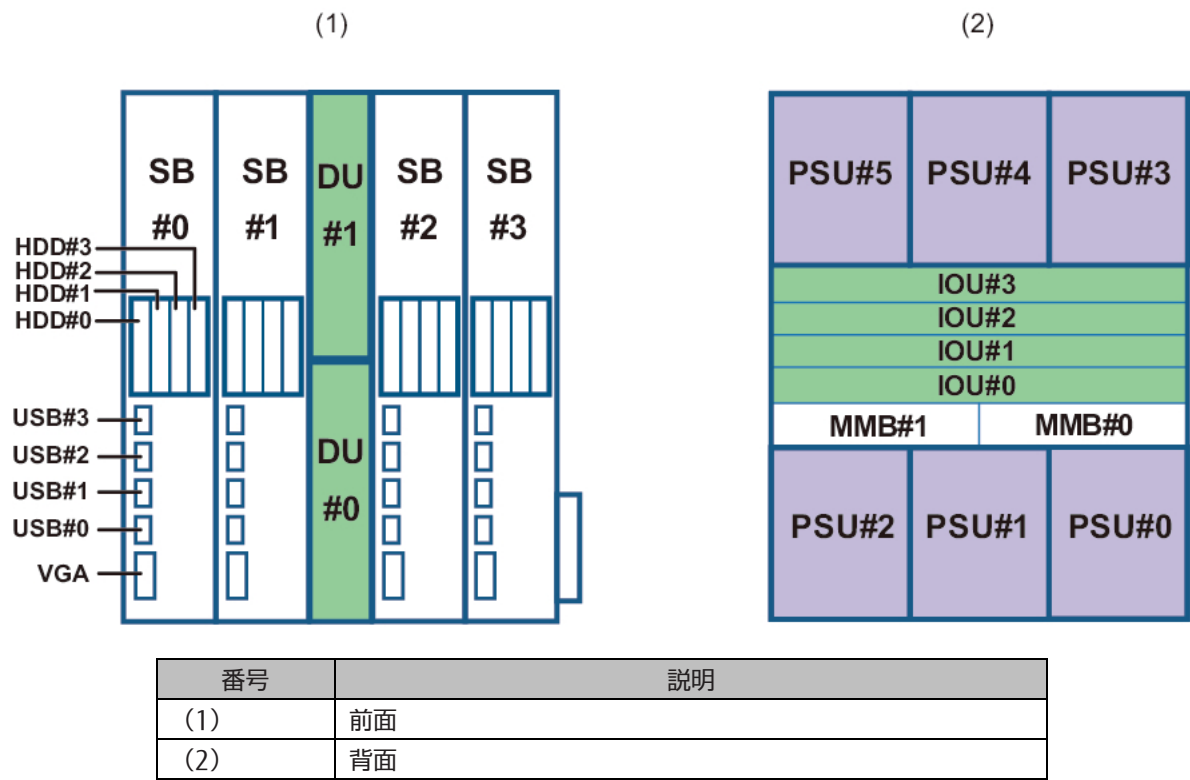 (1)
SB #0
SB #1
DU #1
SB #2
SB #3
HDD#3
HDD#2
HDD#1
HDD#0
USB#3
USB#2
USB#1
USB#0
VGA
DU #0
(2)
PSU#5 PSU#4 PSU#3
IOU#3
IOU#2
IOU#1
IOU#0
MMB#1 MMB#0
PSU#2 PSU#1 PSU#0
番号 説明
（1） 前面
（2） 背面